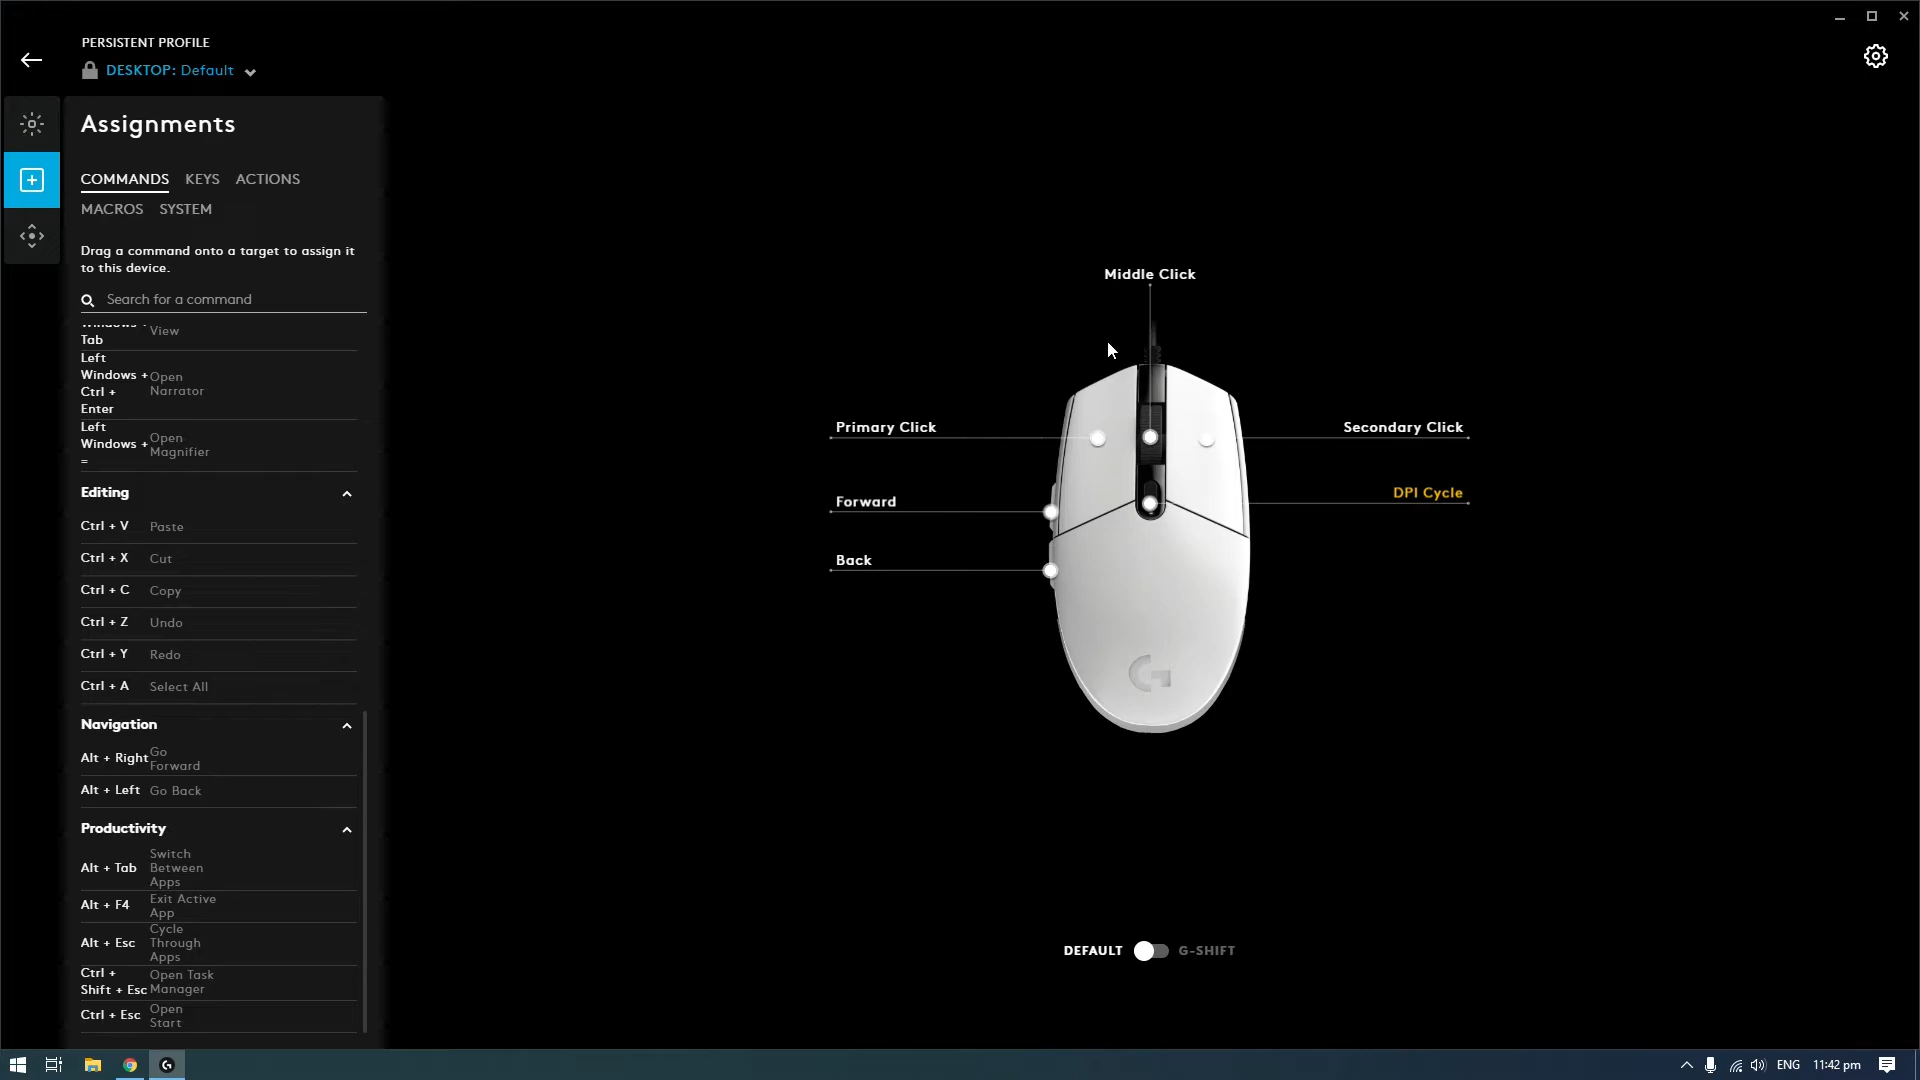 PERSISTENT PROFILE
DESKTOP: Default
Assignments
COMMANDS KEYS ACTIONS
MACROS SYSTEM
Drag a command onto a target to assign it
to this device.
Search for a command
Windows +
Tab
View
Left
Windows +
Ctrl +
Enter
Open
Narrator
Left
Windows +
=
Open
Magnifier
Editing
Ctrl + V Paste
Ctrl + X Cut
Ctrl + C Copy
Ctrl + Z Undo
Ctrl + Y Redo
Ctrl + A Select All
Navigation
Alt + Right Go
Forward
Alt + Left Go Back
Productivity
Alt + Tab
Switch
Between
Apps
Alt + F4
Exit Active
App
Alt + Esc
Cycle
Through
Apps
Ctrl +
Shift + Esc
Open Task
Manager
Ctrl + Esc
Open
Start
Middle Click
Primary Click
Secondary Click
DPI Cycle
Forward
Back
DEFAULT G-SHIFT
ENG 11:42 pm